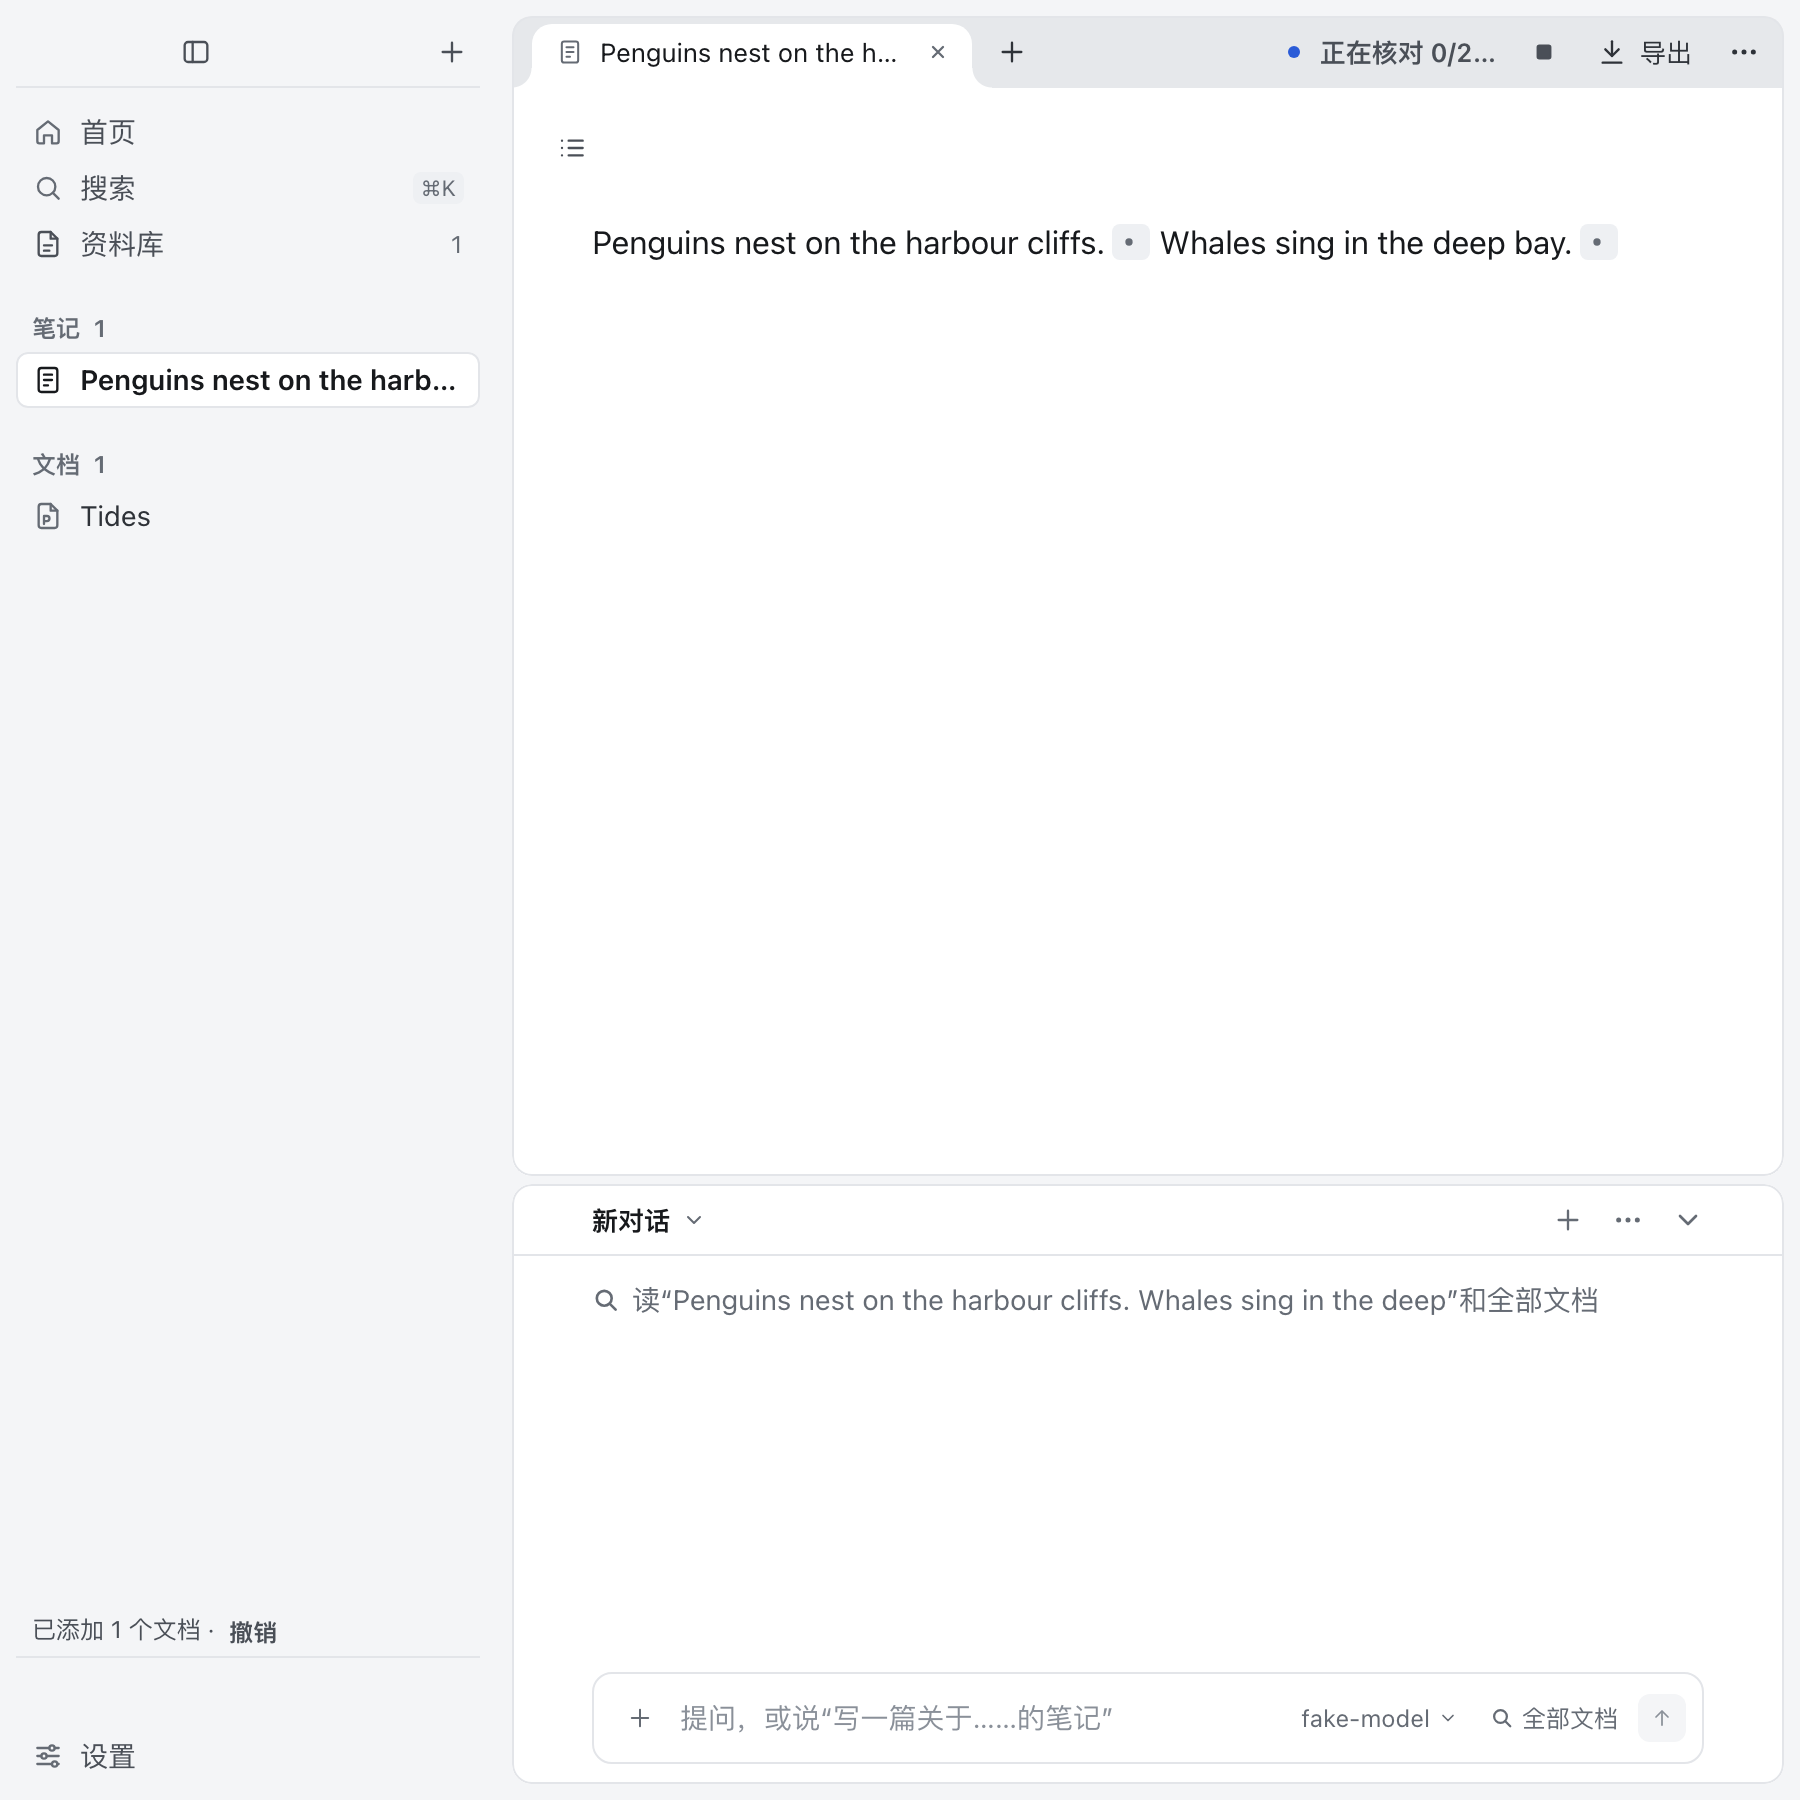 首页
搜索 ⌘K
资料库 1
笔记 1
Penguins nest on the harb...
文档 1
Tides
已添加 1 个文档 · 撤销
设置
Penguins nest on the h...
正在核对 0/2...
导出
Penguins nest on the harbour cliffs. Whales sing in the deep bay.
新对话
读“Penguins nest on the harbour cliffs. Whales sing in the deep”和全部文档
提问，或说“写一篇关于……的笔记” fake-model 全部文档